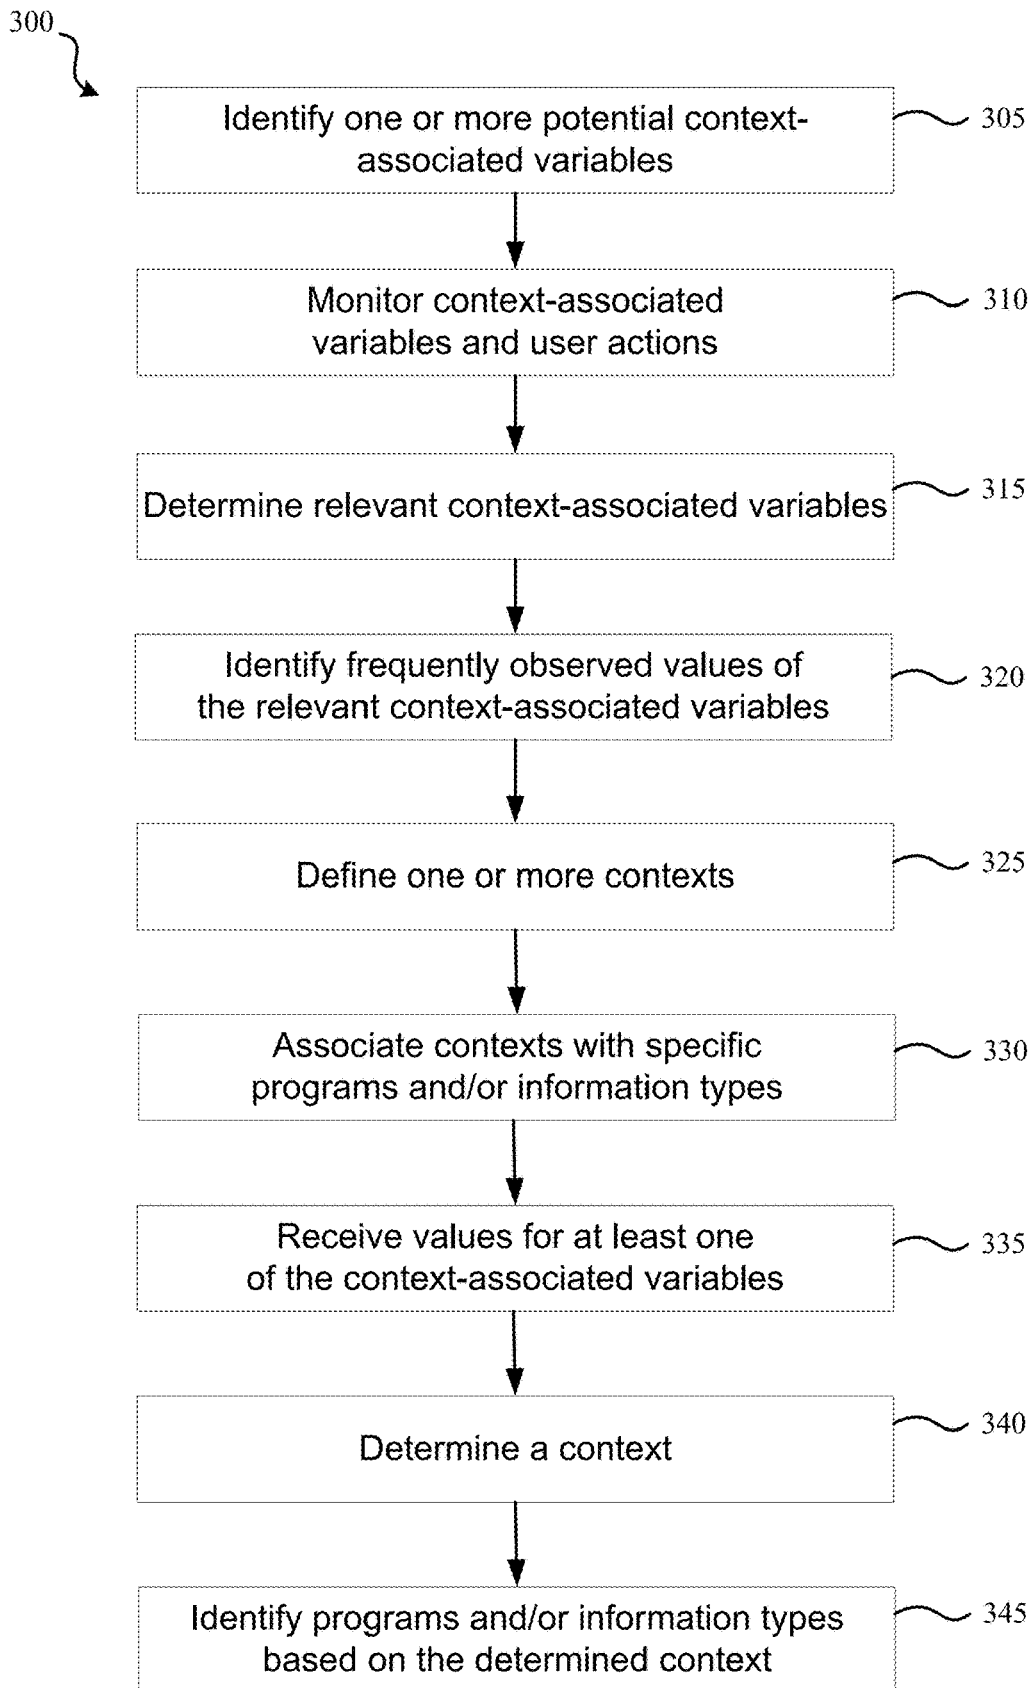 300
Identify one or more potential context-
associated variables
305
Monitor context-associated
variables and user actions
310
Determine relevant context-associated variables
315
Identify frequently observed values of
the relevant context-associated variables
320
Define one or more contexts
325
Associate contexts with specific
programs and/or information types
330
Receive values for at least one
of the context-associated variables
335
Determine a context
340
Identify programs and/or information types
based on the determined context
345